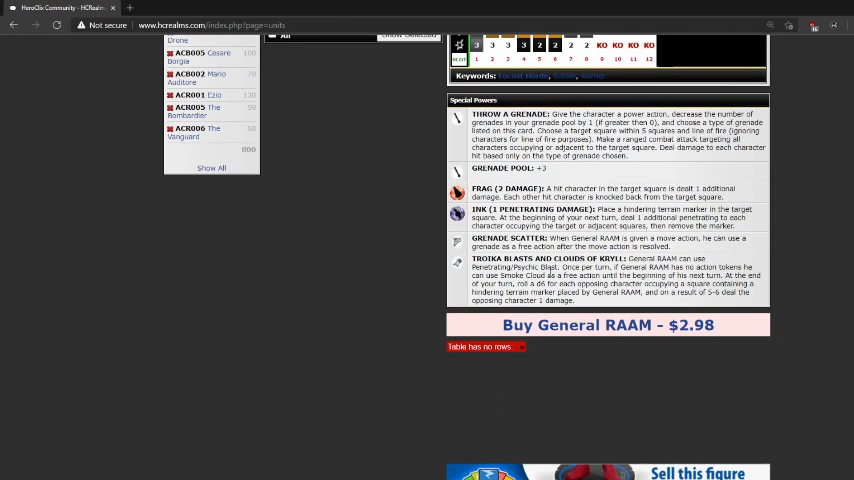 HeroClix Community - HCRealms
Not secure
www.hcrealms.com/index.php?page=units
Drone
ACB005 Cesare 100
Borgia
ACB002 Mario 70
Auditore
ACR001 Ezio 130
ACR005 The 50
Bombardier
ACR006 The 50
Vanguard
800
Show All
All
Show Selected
3 3 3 3 3 2 2 2 2 KO KO KO KO
SLOT 1 2 3 4 5 6 7 8 9 10 11 12
Keywords: Locust Horde, Soldier, Warrior
Special Powers
THROW A GRENADE: Give the character a power action, decrease the number of
grenades in your grenade pool by 1 (if greater then 0), and choose a type of grenade
listed on this card. Choose a target square within 5 squares and line of fire (ignoring
characters for line of fire purposes). Make a ranged combat attack targeting all
characters occupying or adjacent to the target square. Deal damage to each character
hit based only on the type of grenade chosen.
GRENADE POOL: +3
FRAG (2 DAMAGE): A hit character in the target square is dealt 1 additional
damage. Each other hit character is knocked back from the target square.
INK (1 PENETRATING DAMAGE): Place a hindering terrain marker in the target
square. At the beginning of your next turn, deal 1 additional penetrating to each
character occupying the target or adjacent squares, then remove the marker.
GRENADE SCATTER: When General RAAM is given a move action, he can use a
grenade as a free action after the move action is resolved.
TROIKA BLASTS AND CLOUDS OF KRYLL: General RAAM can use
Penetrating/Psychic Blast. Once per turn, if General RAAM has no action tokens he
can use Smoke Cloud as a free action until the beginning of his next turn. At the end
of your turn, roll a d6 for each opposing character occupying a square containing a
hindering terrain marker placed by General RAAM, and on a result of 5-6 deal the
opposing character 1 damage.
Buy General RAAM - $2.98
Table has no rows.
Sell this figure